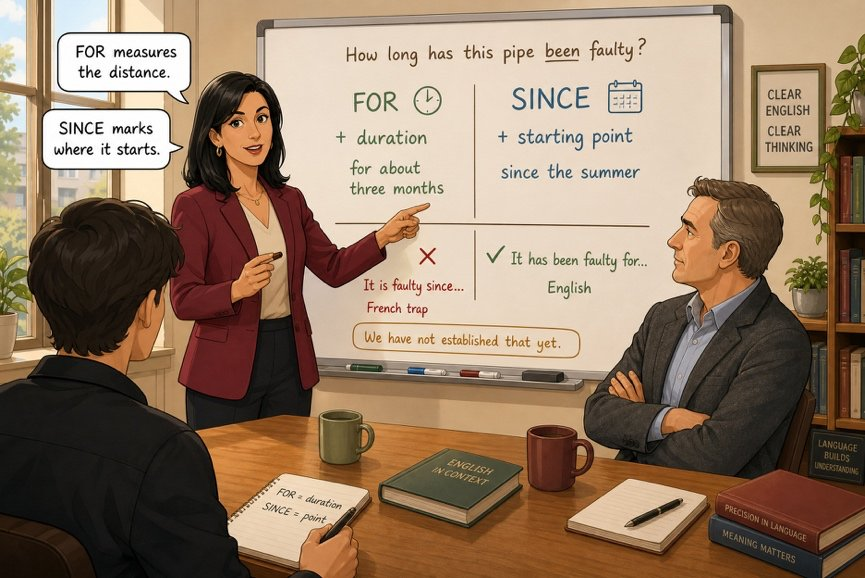 FOR measures
the distance.
SINCE marks
where it starts.
How long has this pipe been faulty?
FOR
+ duration
for about
three months
SINCE
+ starting point
since the summer
It is faulty since...
French trap
✓ It has been faulty for...
English
We have not established that yet.
CLEAR
ENGLISH
CLEAR
THINKING
FOR = duration
SINCE = point
ENGLISH
IN CONTEXT
LANGUAGE
BUILDS
UNDERSTANDING
PRECISION IN LANGUAGE
MEANING MATTERS